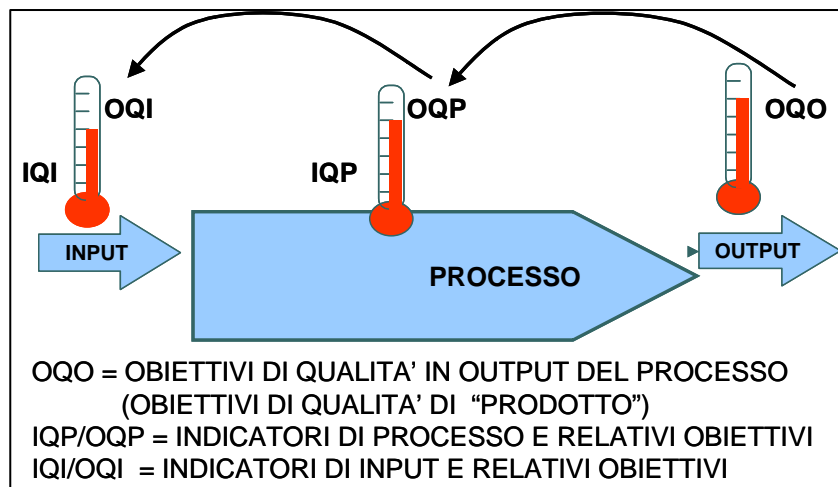 OQI
OQP
OQO
IQI
IQP
INPUT
PROCESSO
OUTPUT
OQO = OBIETTIVI DI QUALITA' IN OUTPUT DEL PROCESSO
(OBIETTIVI DI QUALITA' DI “PRODOTTO”)
IQP/OQP = INDICATORI DI PROCESSO E RELATIVI OBIETTIVI
IQI/OQI = INDICATORI DI INPUT E RELATIVI OBIETTIVI